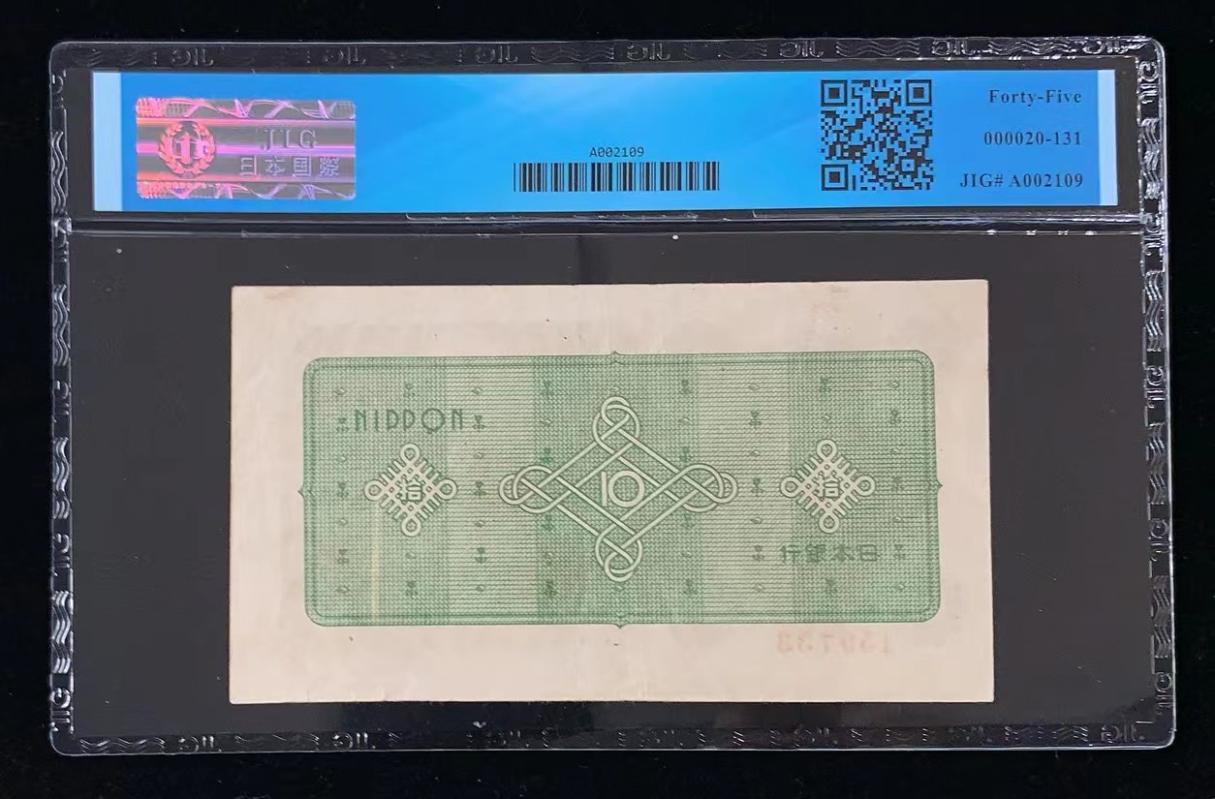 JIG
日本国際
A002109
Forty-Five
000020-131
JIG# A002109
NIPPON
拾
10
拾
行銀本日